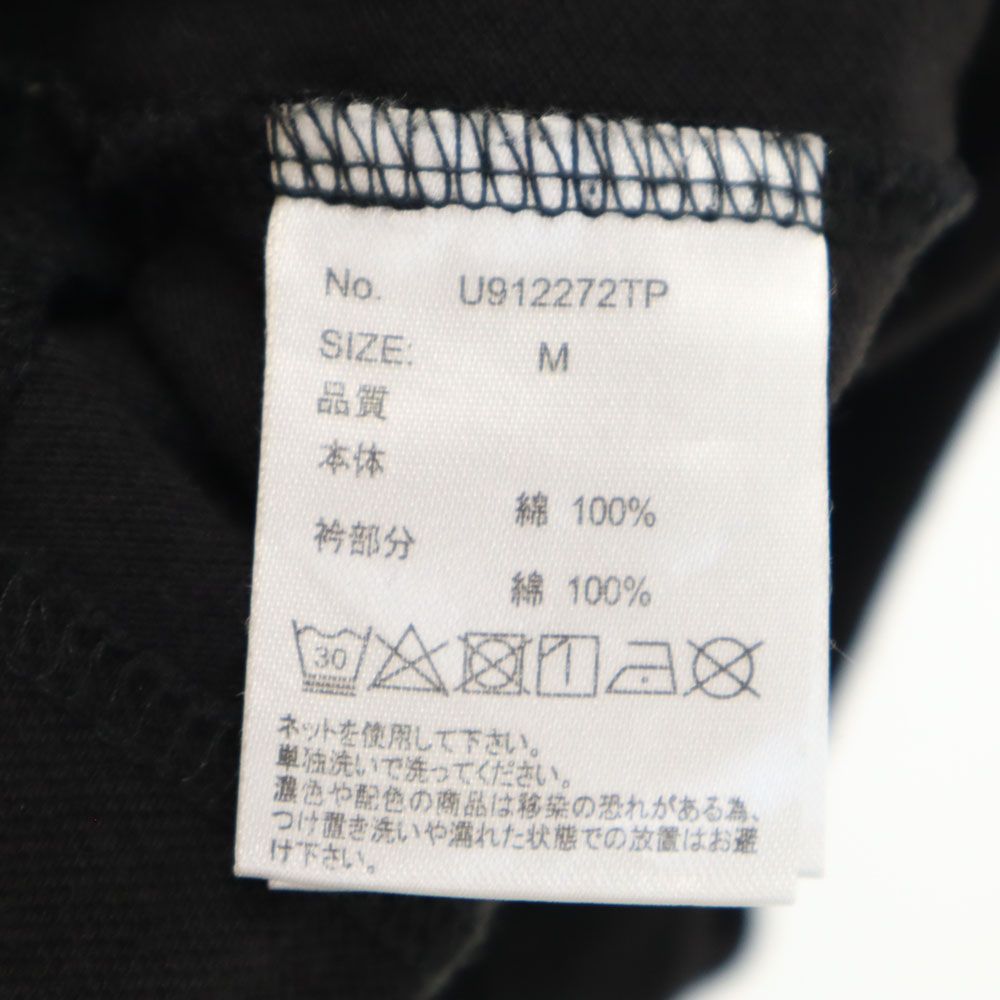 No. U912272TP
SIZE: M
品質
本体
綿 100%
衿部分
綿 100%
30
ネットを使用して下さい。
単独洗いで洗ってください。
濃色や配色の商品は移染の恐れがある為、
つけ置き洗いや濡れた状態での放置はお避
け下さい。